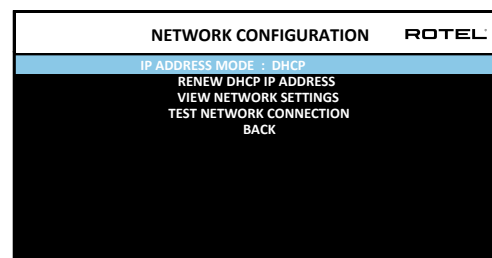 NETWORK CONFIGURATION ROTEL
IP ADDRESS MODE : DHCP
RENEW DHCP IP ADDRESS
VIEW NETWORK SETTINGS
TEST NETWORK CONNECTION
BACK